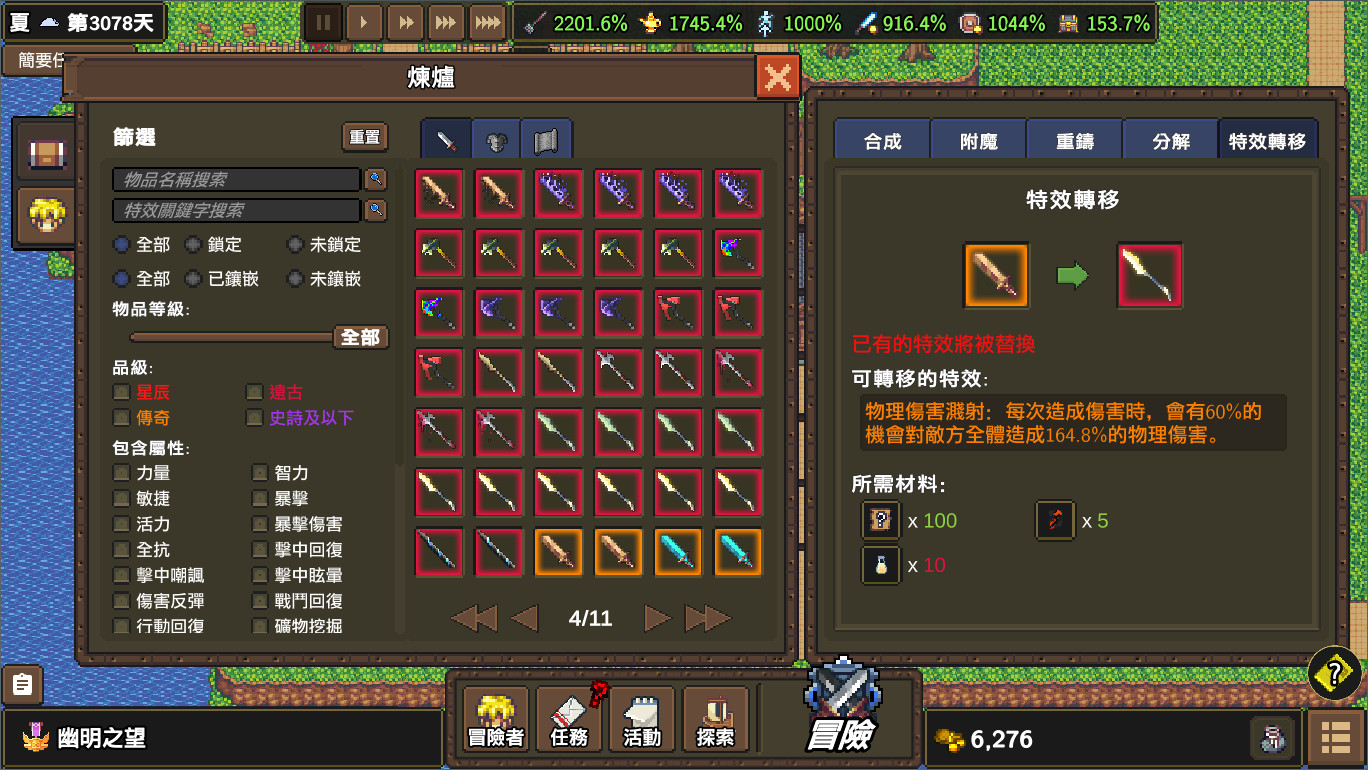 夏 第3078天
2201.6% 1745.4% 1000% 916.4% 1044% 153.7%
簡要任
煉爐
篩選
重置
物品名稱搜索
特效關鍵字搜索
全部 鎖定 未鎖定
全部 已鑲嵌 未鑲嵌
物品等級:
全部
品級:
星辰 遠古
傳奇 史詩及以下
包含屬性:
力量 智力
敏捷 暴擊
活力 暴擊傷害
全抗 擊中回復
擊中嘲諷 擊中眩暈
傷害反彈 戰鬥回復
行動回復 礦物挖掘
4/11
合成 附魔 重鑄 分解 特效轉移
特效轉移
已有的特效將被替換
可轉移的特效:
物理傷害濺射: 每次造成傷害時，會有60%的
機會對敵方全體造成164.8%的物理傷害。
所需材料:
x 100 x 5
x 10
幽明之望
冒險者 任務 活動 探索 冒險
6,276